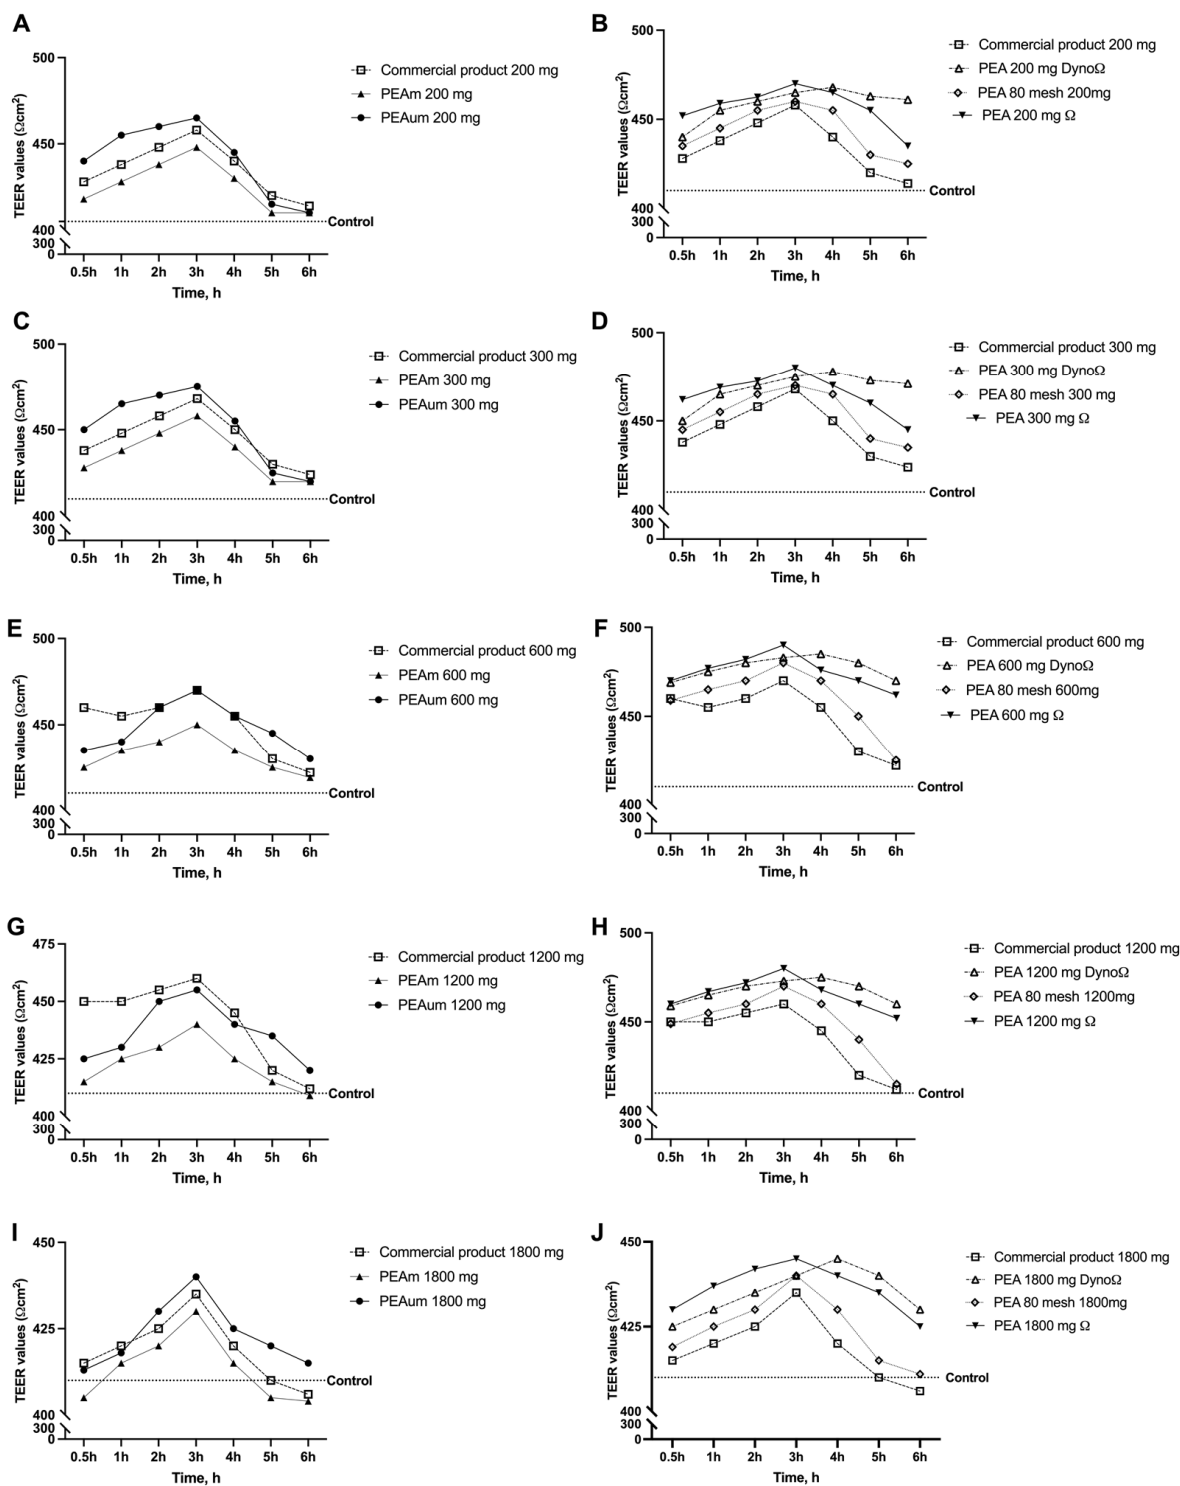 A
500
450
400
300
0
TEER values (Ωcm2)
0.5h 1h 2h 3h 4h 5h 6h
Time, h
Control
Commercial product 200 mg
PEAm 200 mg
PEAum 200 mg
B
500
450
400
300
0
TEER values (Ωcm2)
0.5h 1h 2h 3h 4h 5h 6h
Time, h
Control
Commercial product 200 mg
PEA 200 mg DynoΩ
PEA 80 mesh 200mg
PEA 200 mg Ω
C
500
450
400
300
0
TEER values (Ωcm2)
0.5h 1h 2h 3h 4h 5h 6h
Time, h
Control
Commercial product 300 mg
PEAm 300 mg
PEAum 300 mg
D
500
450
400
300
0
TEER values (Ωcm2)
0.5h 1h 2h 3h 4h 5h 6h
Time, h
Control
Commercial product 300 mg
PEA 300 mg DynoΩ
PEA 80 mesh 300 mg
PEA 300 mg Ω
E
500
450
400
300
0
TEER values (Ωcm2)
0.5h 1h 2h 3h 4h 5h 6h
Time, h
Control
Commercial product 600 mg
PEAm 600 mg
PEAum 600 mg
F
500
450
400
300
0
TEER values (Ωcm2)
0.5h 1h 2h 3h 4h 5h 6h
Time, h
Control
Commercial product 600 mg
PEA 600 mg DynoΩ
PEA 80 mesh 600mg
PEA 600 mg Ω
G
475
450
425
400
300
0
TEER values (Ωcm2)
0.5h 1h 2h 3h 4h 5h 6h
Time, h
Control
Commercial product 1200 mg
PEAm 1200 mg
PEAum 1200 mg
H
500
450
400
300
0
TEER values (Ωcm2)
0.5h 1h 2h 3h 4h 5h 6h
Time, h
Control
Commercial product 1200 mg
PEA 1200 mg DynoΩ
PEA 80 mesh 1200mg
PEA 1200 mg Ω
I
450
425
400
300
0
TEER values (Ωcm2)
0.5h 1h 2h 3h 4h 5h 6h
Time, h
Control
Commercial product 1800 mg
PEAm 1800 mg
PEAum 1800 mg
J
450
425
400
300
0
TEER values (Ωcm2)
0.5h 1h 2h 3h 4h 5h 6h
Time, h
Control
Commercial product 1800 mg
PEA 1800 mg DynoΩ
PEA 80 mesh 1800mg
PEA 1800 mg Ω